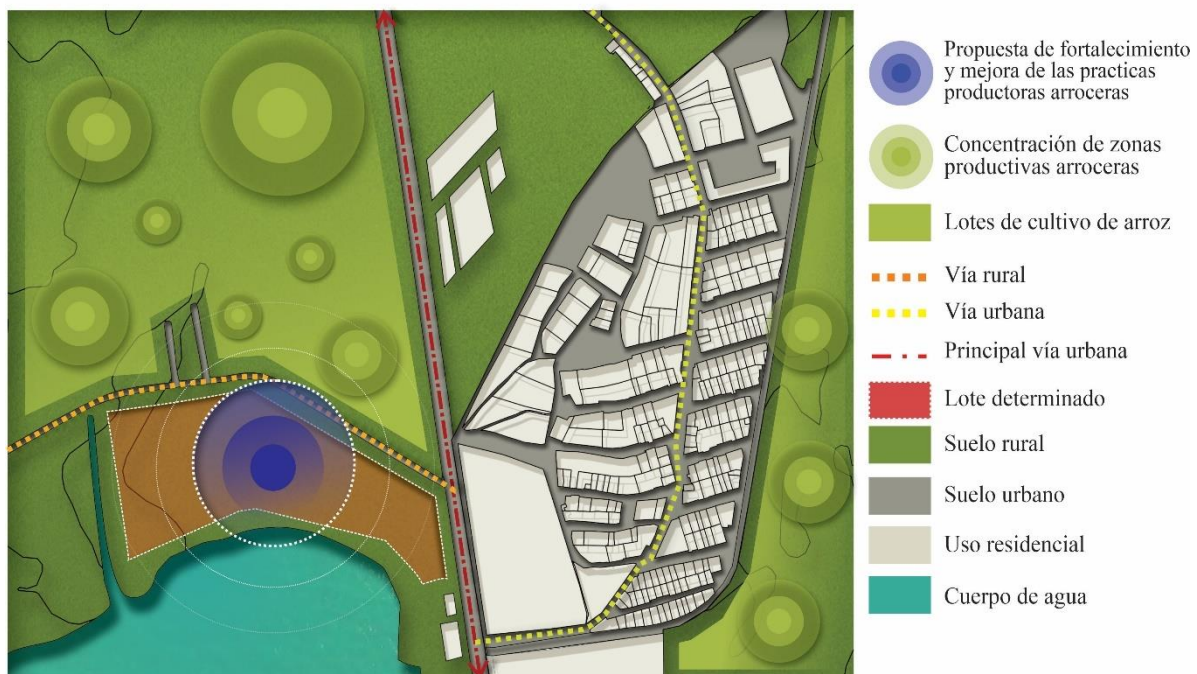 Propuesta de fortalecimiento
y mejora de las practicas
productoras arroceras
Concentración de zonas
productivas arroceras
Lotes de cultivo de arroz
Vía rural
Vía urbana
Principal vía urbana
Lote determinado
Suelo rural
Suelo urbano
Uso residencial
Cuerpo de agua